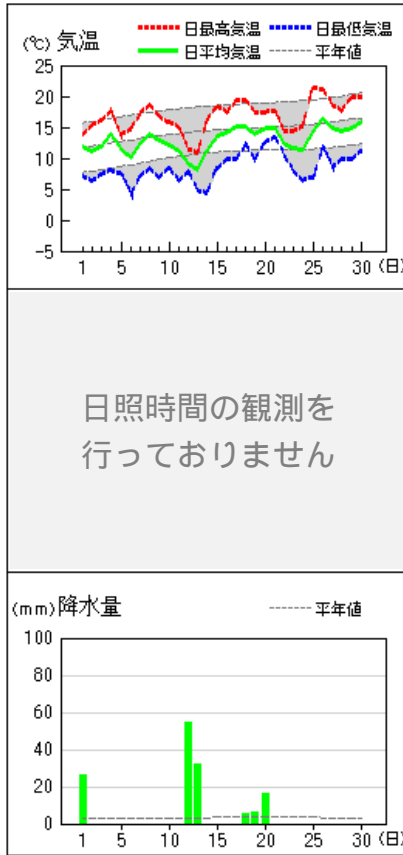 (℃) 気温
日最高気温 日最低気温
日平均気温 平年値
25
20
15
10
5
0
-5
1 5 10 15 20 25 30 (日)
日照時間の観測を
行っておりません
(mm) 降水量 平年値
100
80
60
40
20
0
1 5 10 15 20 25 30 (日)